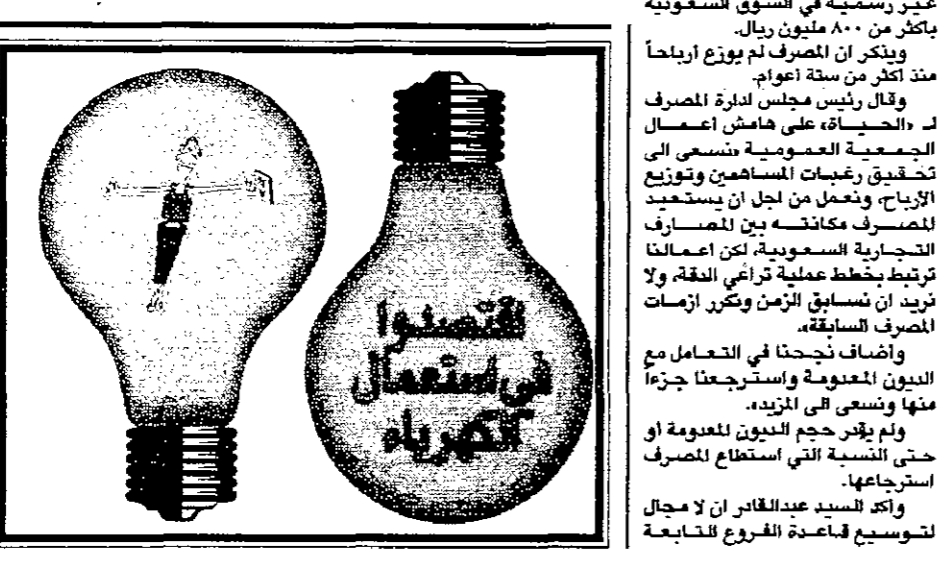 غير رسمية في السوق السعودية
باكثر من ٨٠٠ مليون ريال.
ويذكر ان المصرف لم يوزع أرباحاً
منذ اكثر من ستة أعوام.
وقال رئيس مجلس ادارة المصرف
لـ «الحياة» على هامش اعمال
الجمعية العمومية «نسعى الى
تحقيق رغبات المساهمين وتوزيع
الأرباح، ونعمل من اجل ان يستعيد
المصرف مكانته بين المصارف
التجارية السعودية، لكن اعمالنا
ترتبط بخطط عملية تراعي الدقة، ولا
نريد ان نسابق الزمن ونكرر ازمات
المصرف السابقة».
وأضاف نجحنا في التعامل مع
الديون المعدومة واسترجعنا جزءاً
منها ونسعى الى المزيد».
ولم يقدر حجم الديون المعدومة او
حتى النسبة التي استطاع المصرف
استرجاعها.
وأكد السيد عبدالقادر ان لا مجال
لتوسيع قاعدة الفروع التابعة
اقتصدوا
في استعمال
الكهرباء